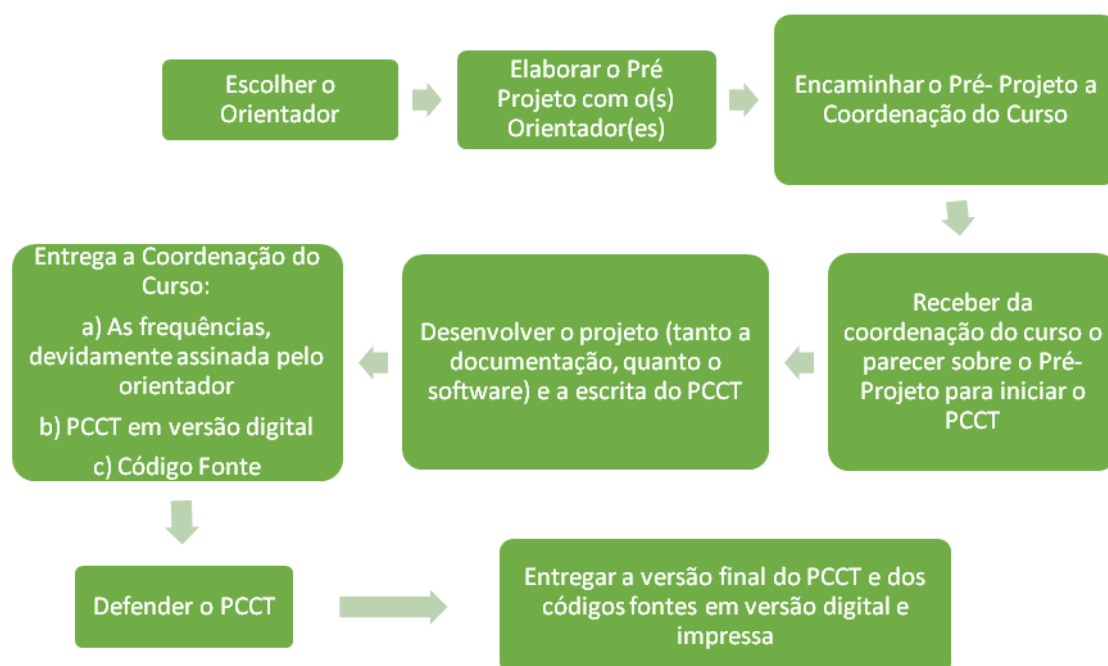 Escolher o
Orientador
Elaborar o Pré
Projeto com o(s)
Orientador(es)
Encaminhar o Pré- Projeto a
Coordenação do Curso
Receber da
coordenação do curso o
parecer sobre o Pré-
Projeto para iniciar o
PCCT
Desenvolver o projeto (tanto a
documentação, quanto o
software) e a escrita do PCCT
Entrega a Coordenação do
Curso:
a) As frequências,
devidamente assinada pelo
orientador
b) PCCT em versão digital
c) Código Fonte
Defender o PCCT
Entregar a versão final do PCCT e dos
códigos fontes em versão digital e
impressa